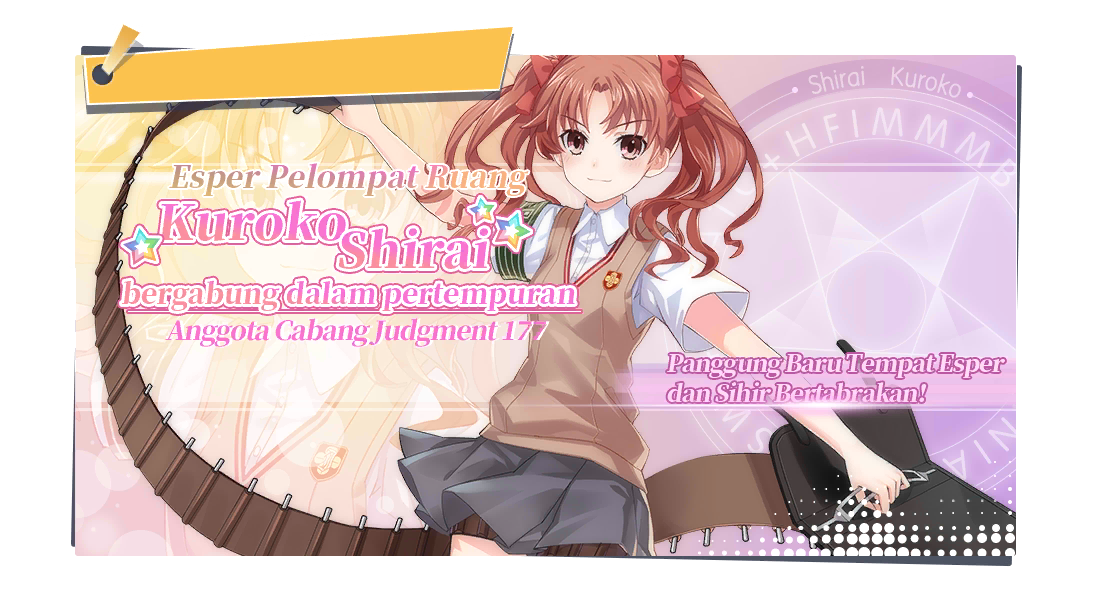 Shirai Kuroko
+HFIMMMB
Esper Pelompat Ruang
Kuroko
Shirai
bergabung dalam pertempuran
Anggota Cabang Judgment 177
Panggung Baru Tempat Esper
dan Sihir Bertabrakan!